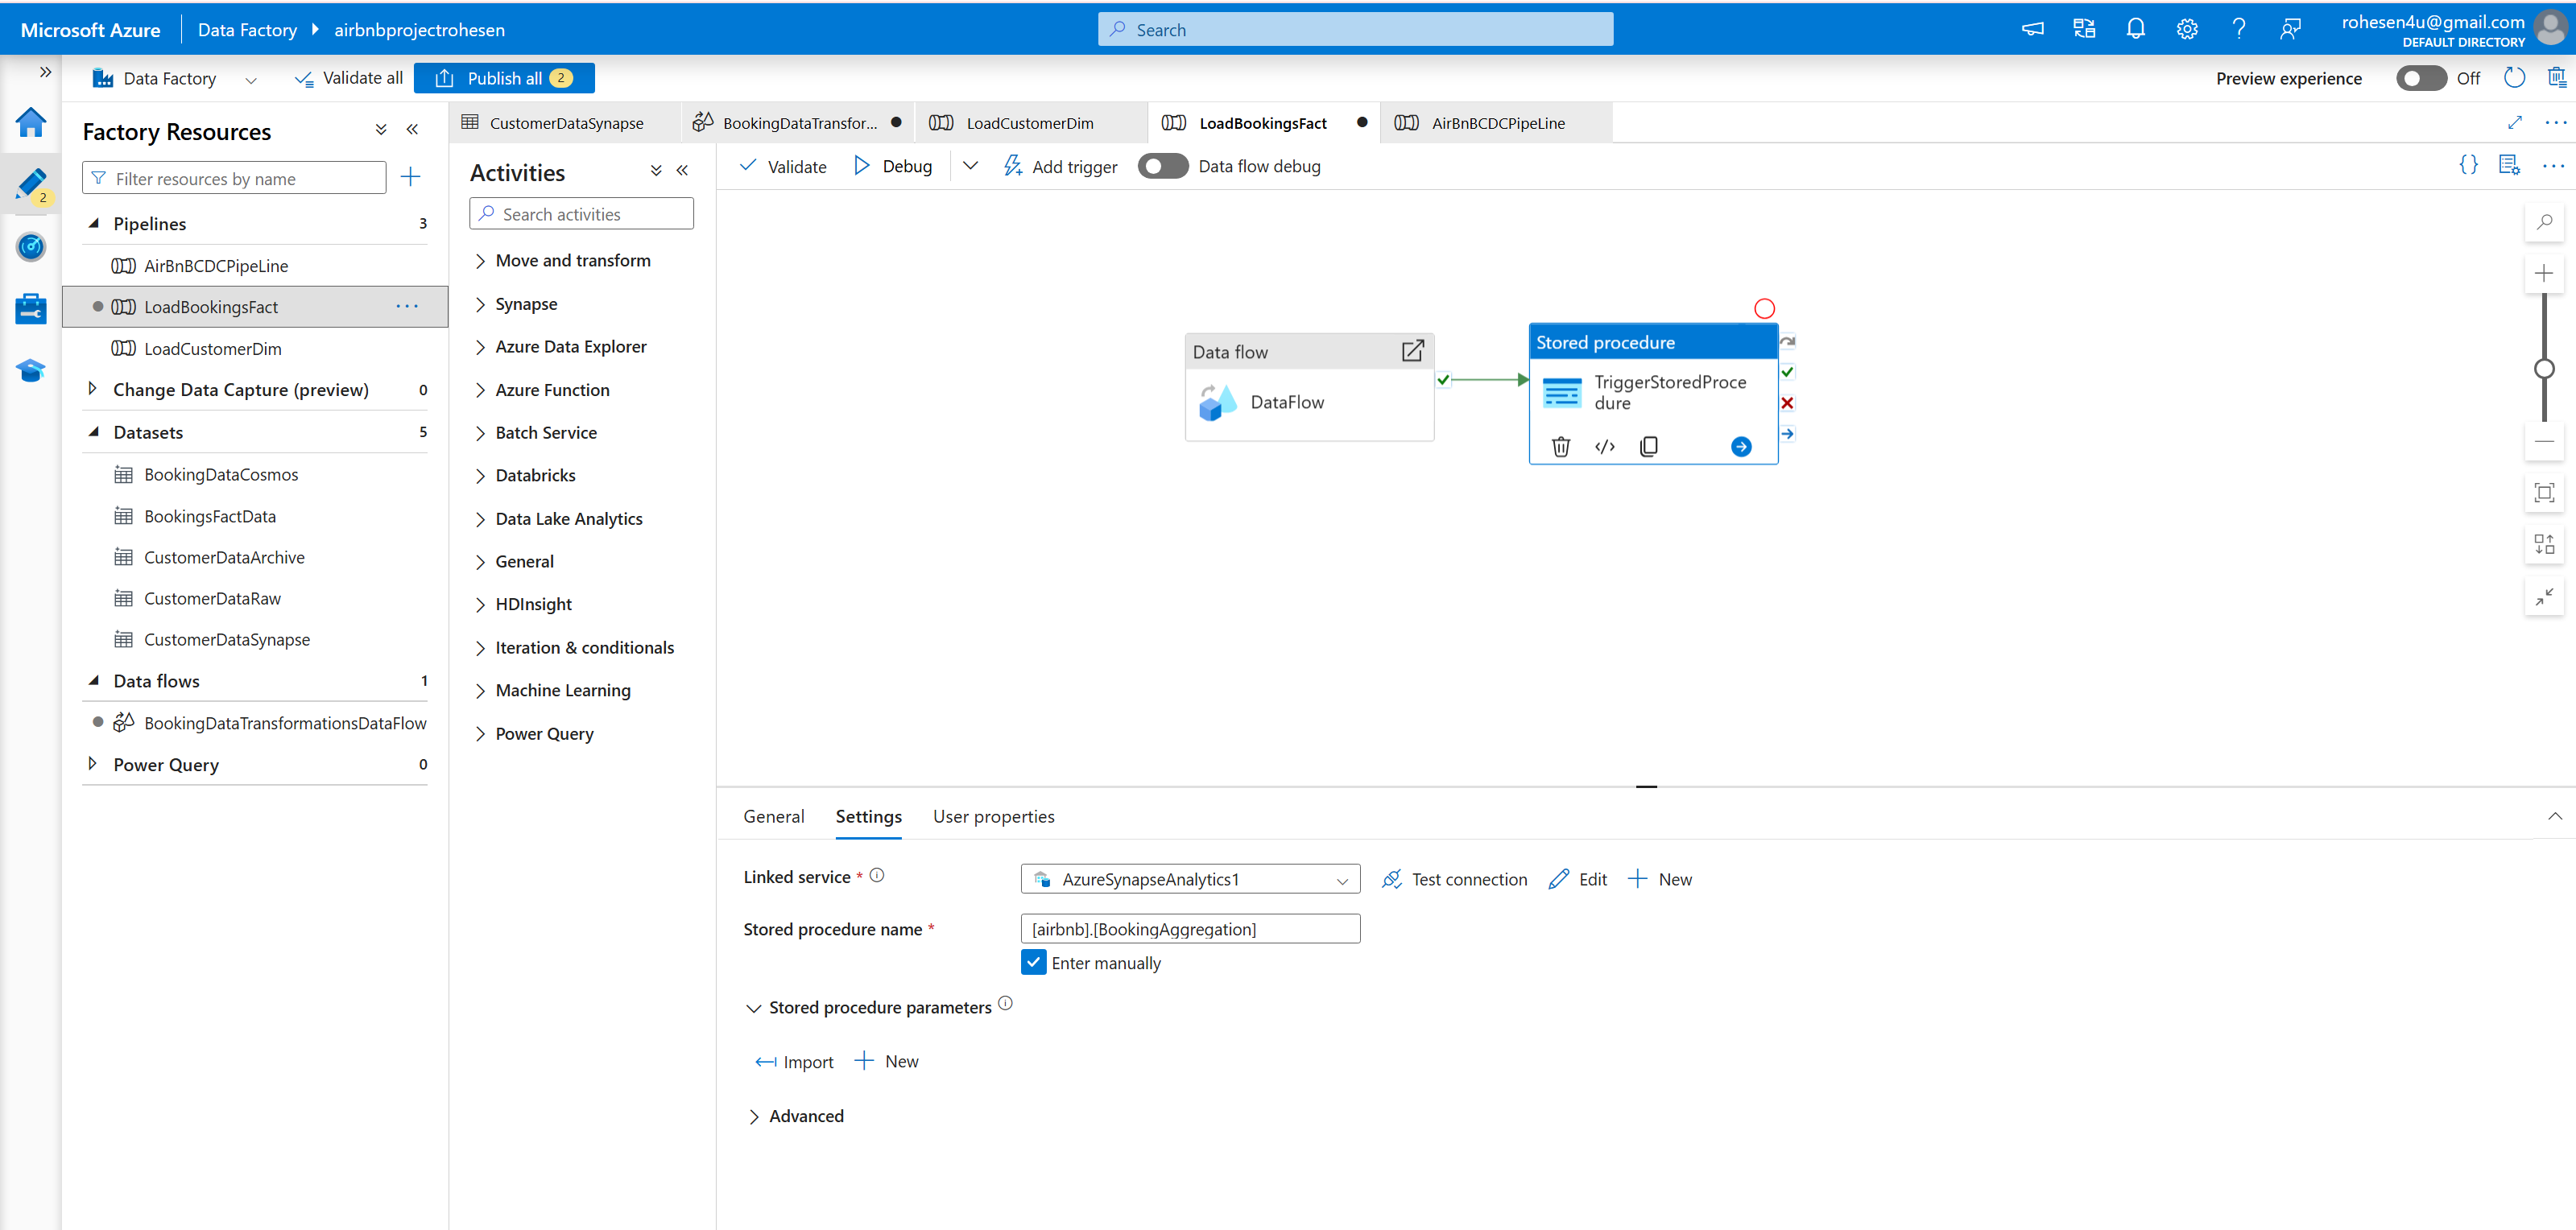 Microsoft Azure
Data Factory
airbnbprojectrohesen
Search
rohesen4u@gmail.com
DEFAULT DIRECTORY
Data Factory
Validate all
Publish all 2
Preview experience
Off
2
Factory Resources
Filter resources by name
Pipelines 3
AirBnBCDCPipeLine
LoadBookingsFact
LoadCustomerDim
Change Data Capture (preview) 0
Datasets 5
BookingDataCosmos
BookingsFactData
CustomerDataArchive
CustomerDataRaw
CustomerDataSynapse
Data flows 1
BookingDataTransformationsDataFlow
Power Query 0
CustomerDataSynapse
BookingDataTransfor...
LoadCustomerDim
LoadBookingsFact
AirBnBCDCPipeLine
Activities
Search activities
Move and transform
Synapse
Azure Data Explorer
Azure Function
Batch Service
Databricks
Data Lake Analytics
General
HDInsight
Iteration & conditionals
Machine Learning
Power Query
Validate
Debug
Add trigger
Data flow debug
Data flow
DataFlow
Stored procedure
TriggerStoredProce
dure
General
Settings
User properties
Linked service *
AzureSynapseAnalytics1
Test connection
Edit
New
Stored procedure name *
[airbnb].[BookingAggregation]
Enter manually
Stored procedure parameters
Import
New
Advanced